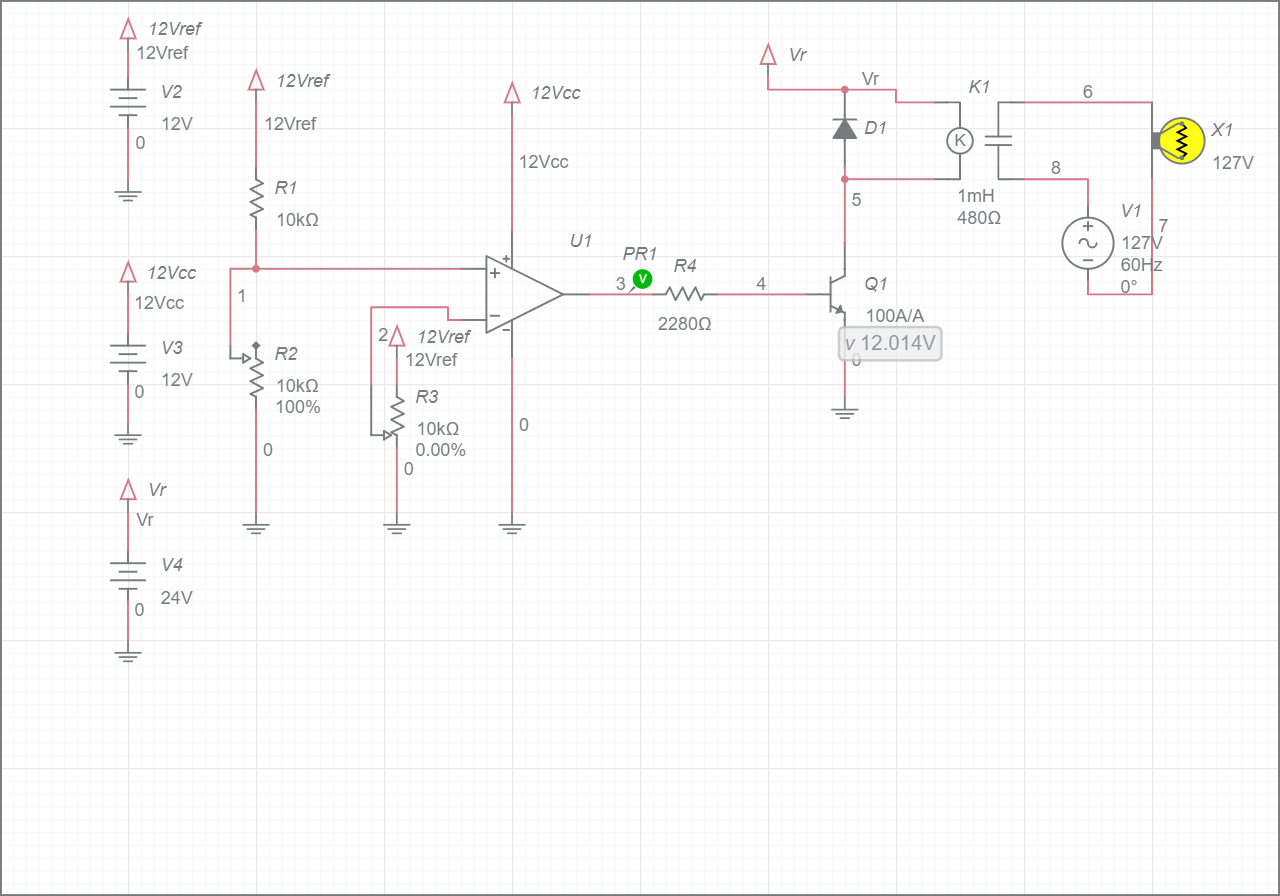 12Vref
12Vref
V2
12V
0
12Vref
12Vref
R1
10kΩ
1
R2
10kΩ
100%
0
12Vcc
12Vcc
V3
12V
0
Vr
Vr
V4
24V
0
12Vcc
12Vcc
U1
2
12Vref
12Vref
R3
10kΩ
0.00%
0
0
PR1
V
3
R4
2280Ω
4
Vr
Vr
D1
5
K1
K
1mH
480Ω
Q1
100A/A
v 12.014V
0
6
X1
127V
8
V1
127V
60Hz
0°
7